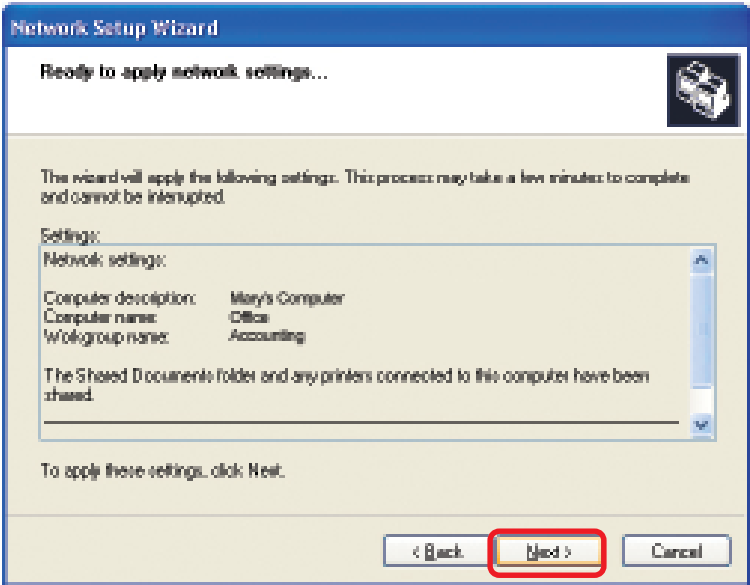 Network Setup Wizard
Ready to apply network settings...
The wizard will apply the following settings. This process may take a few minutes to complete
and cannot be interrupted.
Settings:
Network settings:
Computer description: Mary's Computer
Computer name: Office
Workgroup name: Accounting
The Shared Documents folder and any printers connected to this computer have been
shared.
To apply these settings, click Next.
< Back Next > Cancel